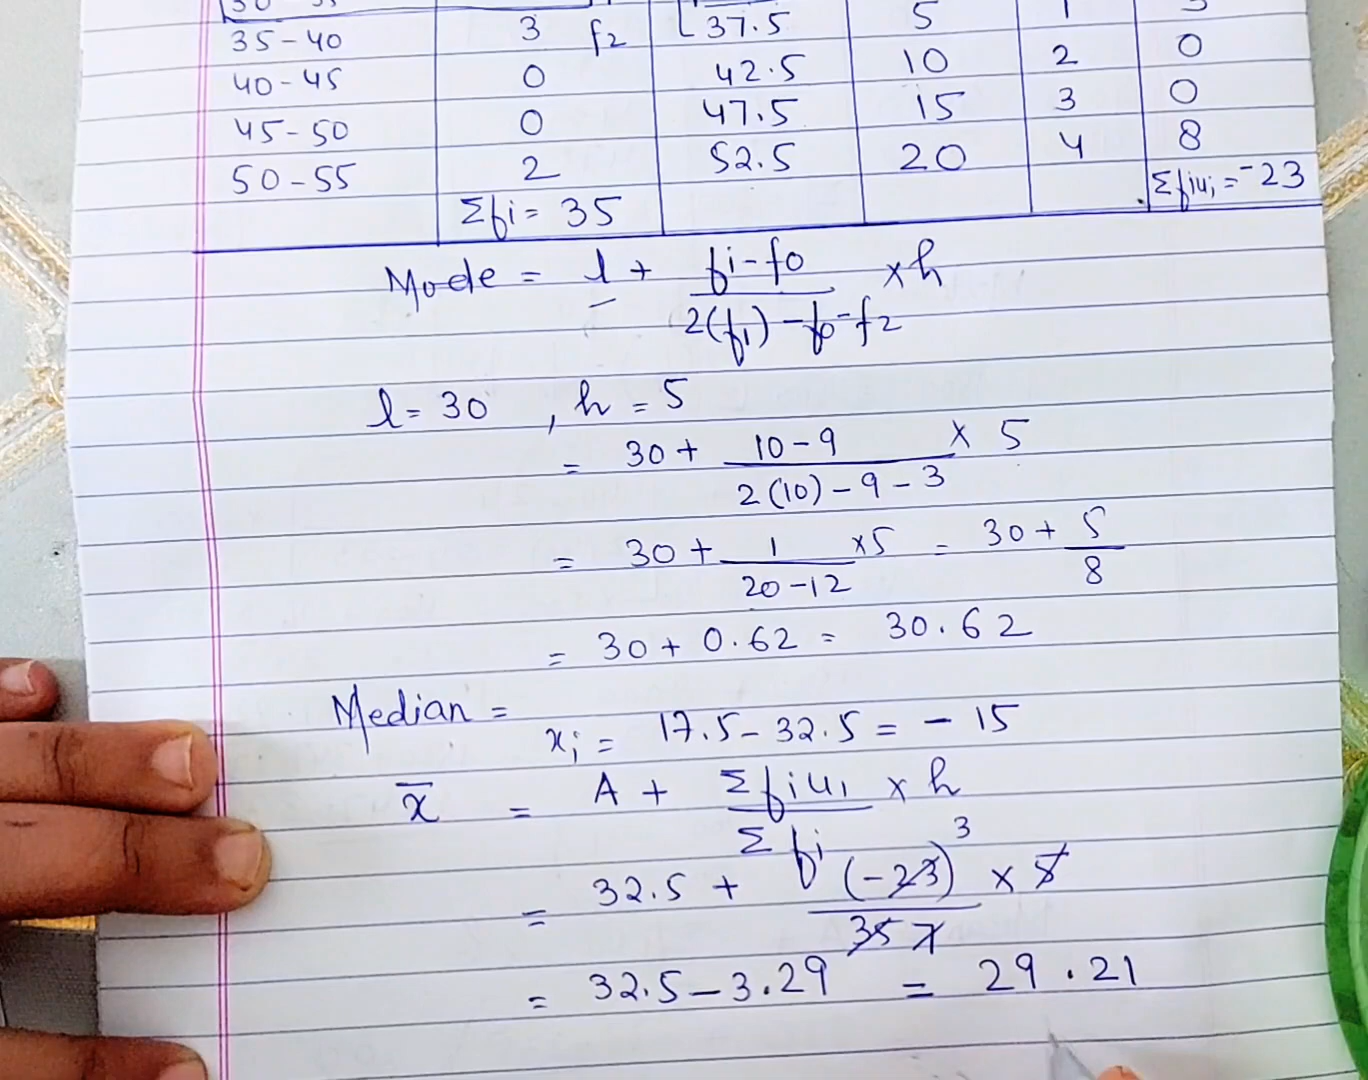 35-40 3 f2 37.5 5 1
40-45 0 42.5 10 2 0
45-50 0 47.5 15 3 0
50-55 2 52.5 20 4 8
Σfi = 35 Σfiui = -23
Mode = l + fi-f0 / 2(f1) - f0 - f2 × h
l = 30 , h = 5
= 30 + 10-9 / 2(10) - 9 - 3 × 5
= 30 + 1 / 20-12 ×5 = 30 + 5/8
= 30 + 0.62 = 30.62
Median =
xi = 17.5 - 32.5 = -15
x̄ = A + Σfiui / Σfi × h
= 32.5 + (-23) 3 / 35 7 × 5
= 32.5 - 3.29 = 29.21